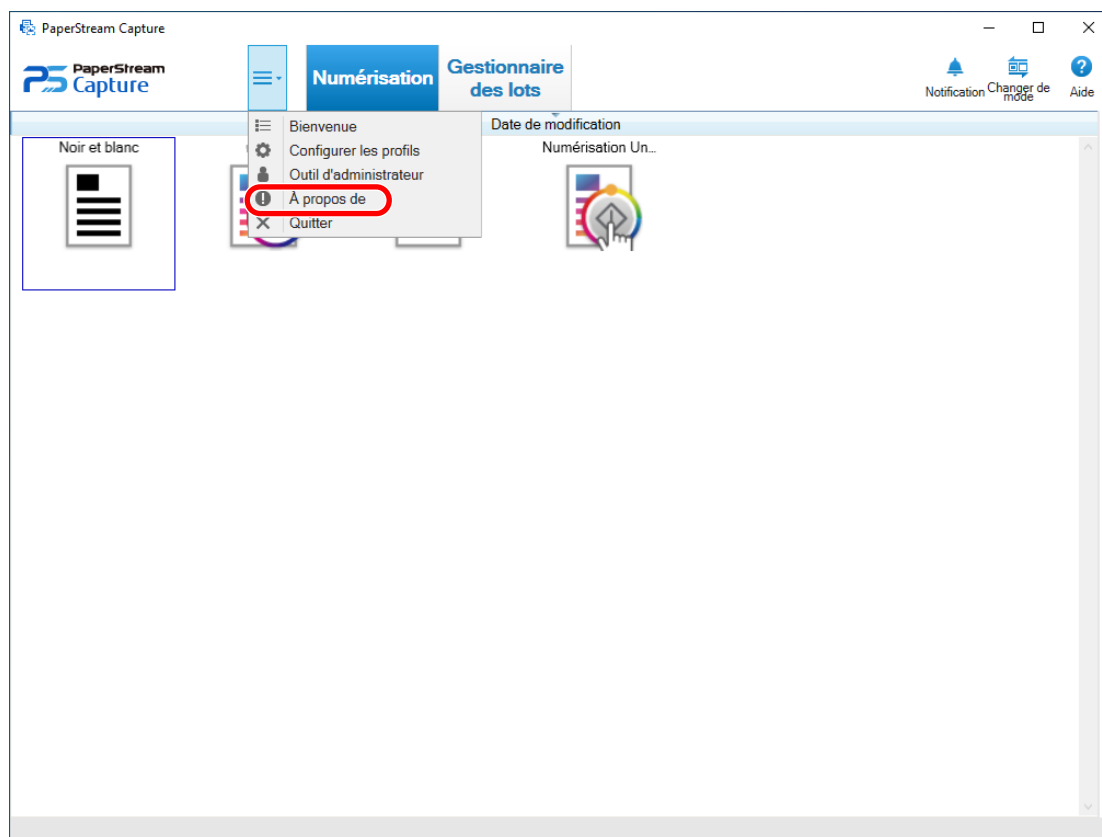 PaperStream Capture
PaperStream
Capture
Numérisation
Gestionnaire
des lots
Notification
Changer de
mode
Aide
Date de modification
Bienvenue
Configurer les profils
Outil d'administrateur
À propos de
Quitter
Noir et blanc
Numérisation Un...